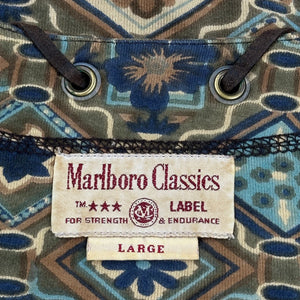 Marlboro Classics
TM ★★★ LABEL
FOR STRENGTH & ENDURANCE
LARGE